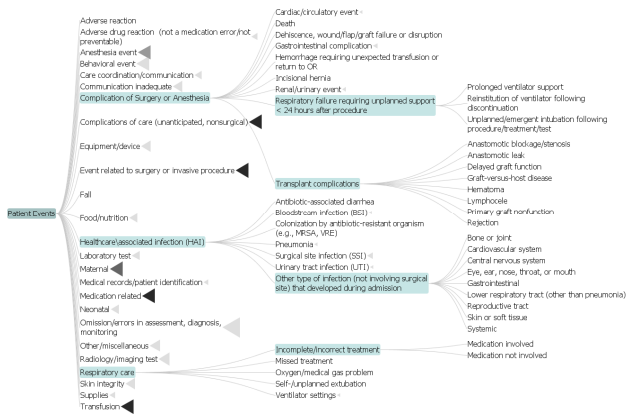 Patient Events
Adverse reaction
Adverse drug reaction (not a medication error/not
preventable)
Anesthesia event
Behavioral event
Care coordination/communication
Communication inadequate
Complication of Surgery or Anesthesia
Complications of care (unanticipated, nonsurgical)
Equipment/device
Event related to surgery or invasive procedure
Fall
Food/nutrition
Healthcare\associated infection (HAI)
Laboratory test
Maternal
Medical records/patient identification
Medication related
Neonatal
Omission/errors in assessment, diagnosis,
monitoring
Other/miscellaneous
Radiology/imaging test
Respiratory care
Skin integrity
Supplies
Transfusion
Cardiac/circulatory event
Death
Dehiscence, wound/flap/graft failure or disruption
Gastrointestinal complication
Hemorrhage requiring unexpected transfusion or
return to OR
Incisional hernia
Renal/urinary event
Respiratory failure requiring unplanned support
< 24 hours after procedure
Transplant complications
Antibiotic-associated diarrhea
Bloodstream infection (BSI)
Colonization by antibiotic-resistant organism
(e.g., MRSA, VRE)
Pneumonia
Surgical site infection (SSI)
Urinary tract infection (UTI)
Other type of infection (not involving surgical
site) that developed during admission
Incomplete/incorrect treatment
Missed treatment
Oxygen/medical gas problem
Self-/unplanned extubation
Ventilator settings
Prolonged ventilator support
Reinstitution of ventilator following
discontinuation
Unplanned/emergent intubation following
procedure/treatment/test
Anastomotic blockage/stenosis
Anastomotic leak
Delayed graft function
Graft-versus-host disease
Hematoma
Lymphocele
Primary graft nonfunction
Rejection
Bone or joint
Cardiovascular system
Central nervous system
Eye, ear, nose, throat, or mouth
Gastrointestinal
Lower respiratory tract (other than pneumonia)
Reproductive tract
Skin or soft tissue
Systemic
Medication involved
Medication not involved